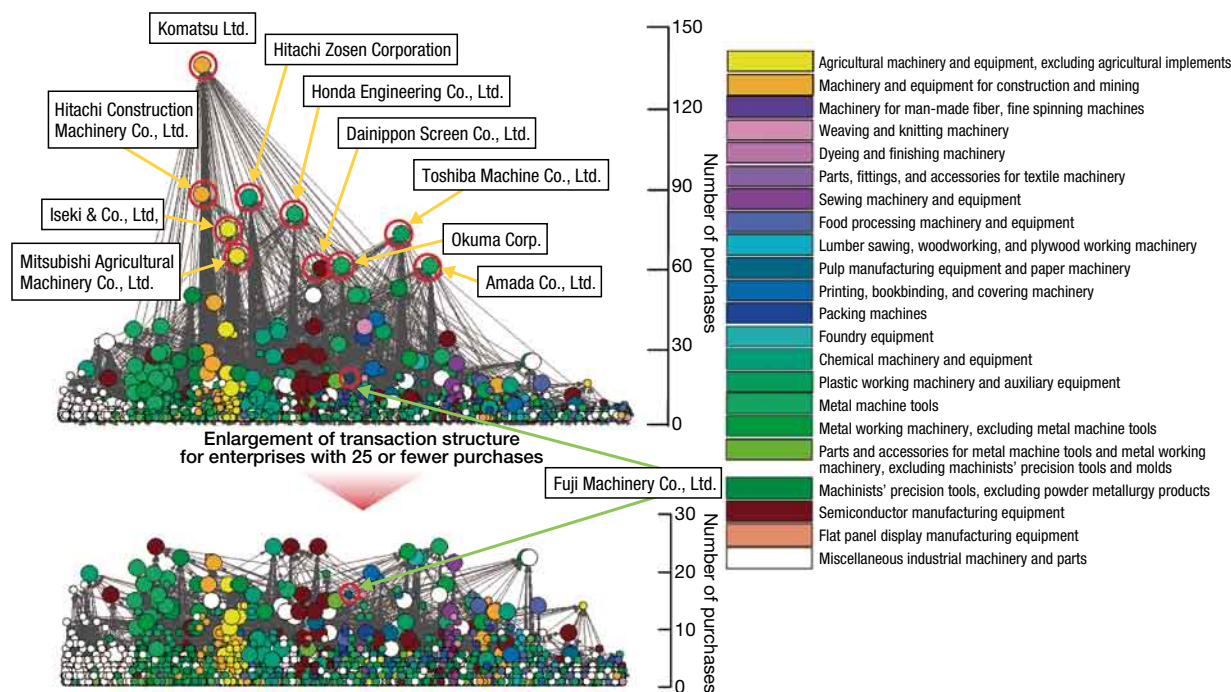 Komatsu Ltd.
Hitachi Zosen Corporation
Hitachi Construction
Machinery Co., Ltd.
Honda Engineering Co., Ltd.
Dainippon Screen Co., Ltd.
Toshiba Machine Co., Ltd.
Iseki & Co., Ltd,
Okuma Corp.
Mitsubishi Agricultural
Machinery Co., Ltd.
Amada Co., Ltd.
150
120
90
60
30
0
Number of purchases
Enlargement of transaction structure
for enterprises with 25 or fewer purchases
Fuji Machinery Co., Ltd.
30
20
10
0
Number of purchases
Agricultural machinery and equipment, excluding agricultural implements
Machinery and equipment for construction and mining
Machinery for man-made fiber, fine spinning machines
Weaving and knitting machinery
Dyeing and finishing machinery
Parts, fittings, and accessories for textile machinery
Sewing machinery and equipment
Food processing machinery and equipment
Lumber sawing, woodworking, and plywood working machinery
Pulp manufacturing equipment and paper machinery
Printing, bookbinding, and covering machinery
Packing machines
Foundry equipment
Chemical machinery and equipment
Plastic working machinery and auxiliary equipment
Metal machine tools
Metal working machinery, excluding metal machine tools
Parts and accessories for metal machine tools and metal working
machinery, excluding machinists' precision tools and molds
Machinists' precision tools, excluding powder metallurgy products
Semiconductor manufacturing equipment
Flat panel display manufacturing equipment
Miscellaneous industrial machinery and parts